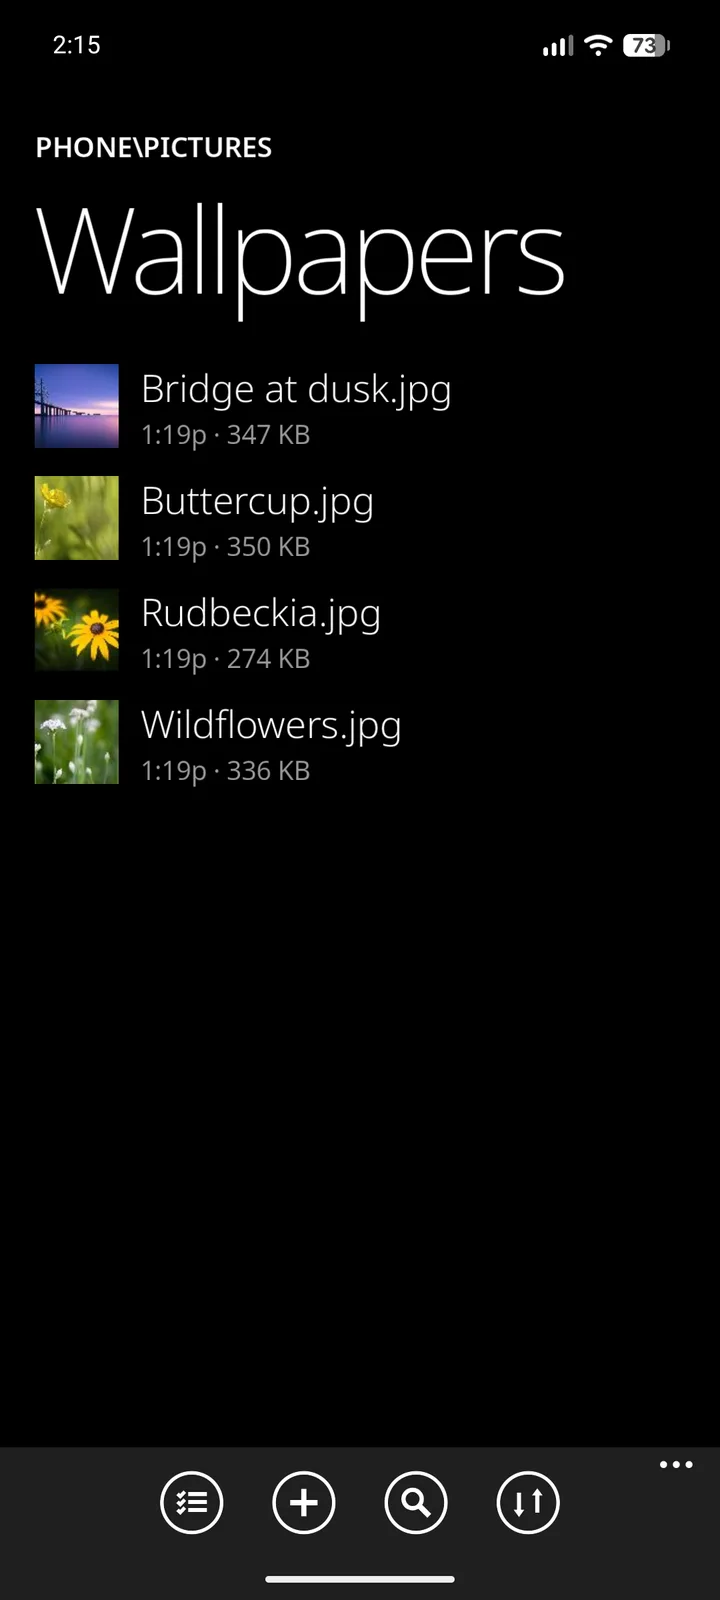 2:15
73
PHONE\PICTURES
Wallpapers
Bridge at dusk.jpg
1:19p · 347 KB
Buttercup.jpg
1:19p · 350 KB
Rudbeckia.jpg
1:19p · 274 KB
Wildflowers.jpg
1:19p · 336 KB